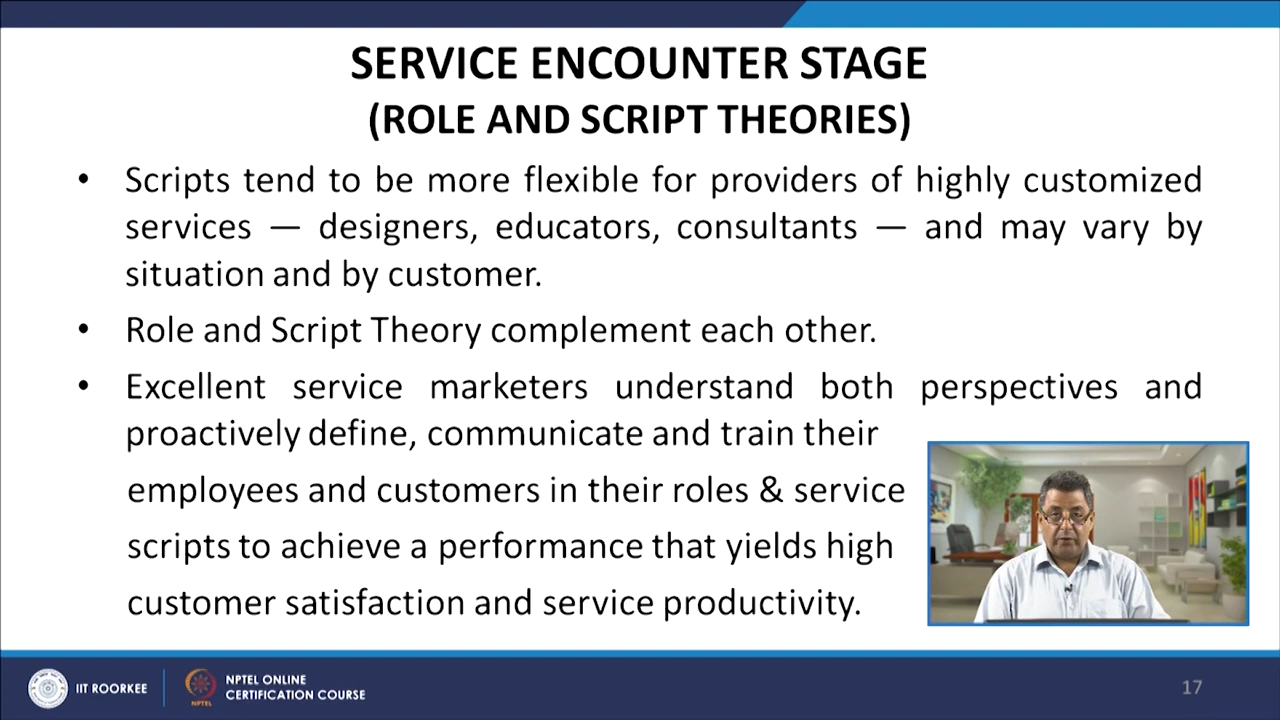 SERVICE ENCOUNTER STAGE
(ROLE AND SCRIPT THEORIES)
• Scripts tend to be more flexible for providers of highly customized
services — designers, educators, consultants — and may vary by
situation and by customer.
• Role and Script Theory complement each other.
• Excellent service marketers understand both perspectives and
proactively define, communicate and train their
employees and customers in their roles & service
scripts to achieve a performance that yields high
customer satisfaction and service productivity.
IIT ROORKEE
NPTEL
NPTEL ONLINE
CERTIFICATION COURSE
17